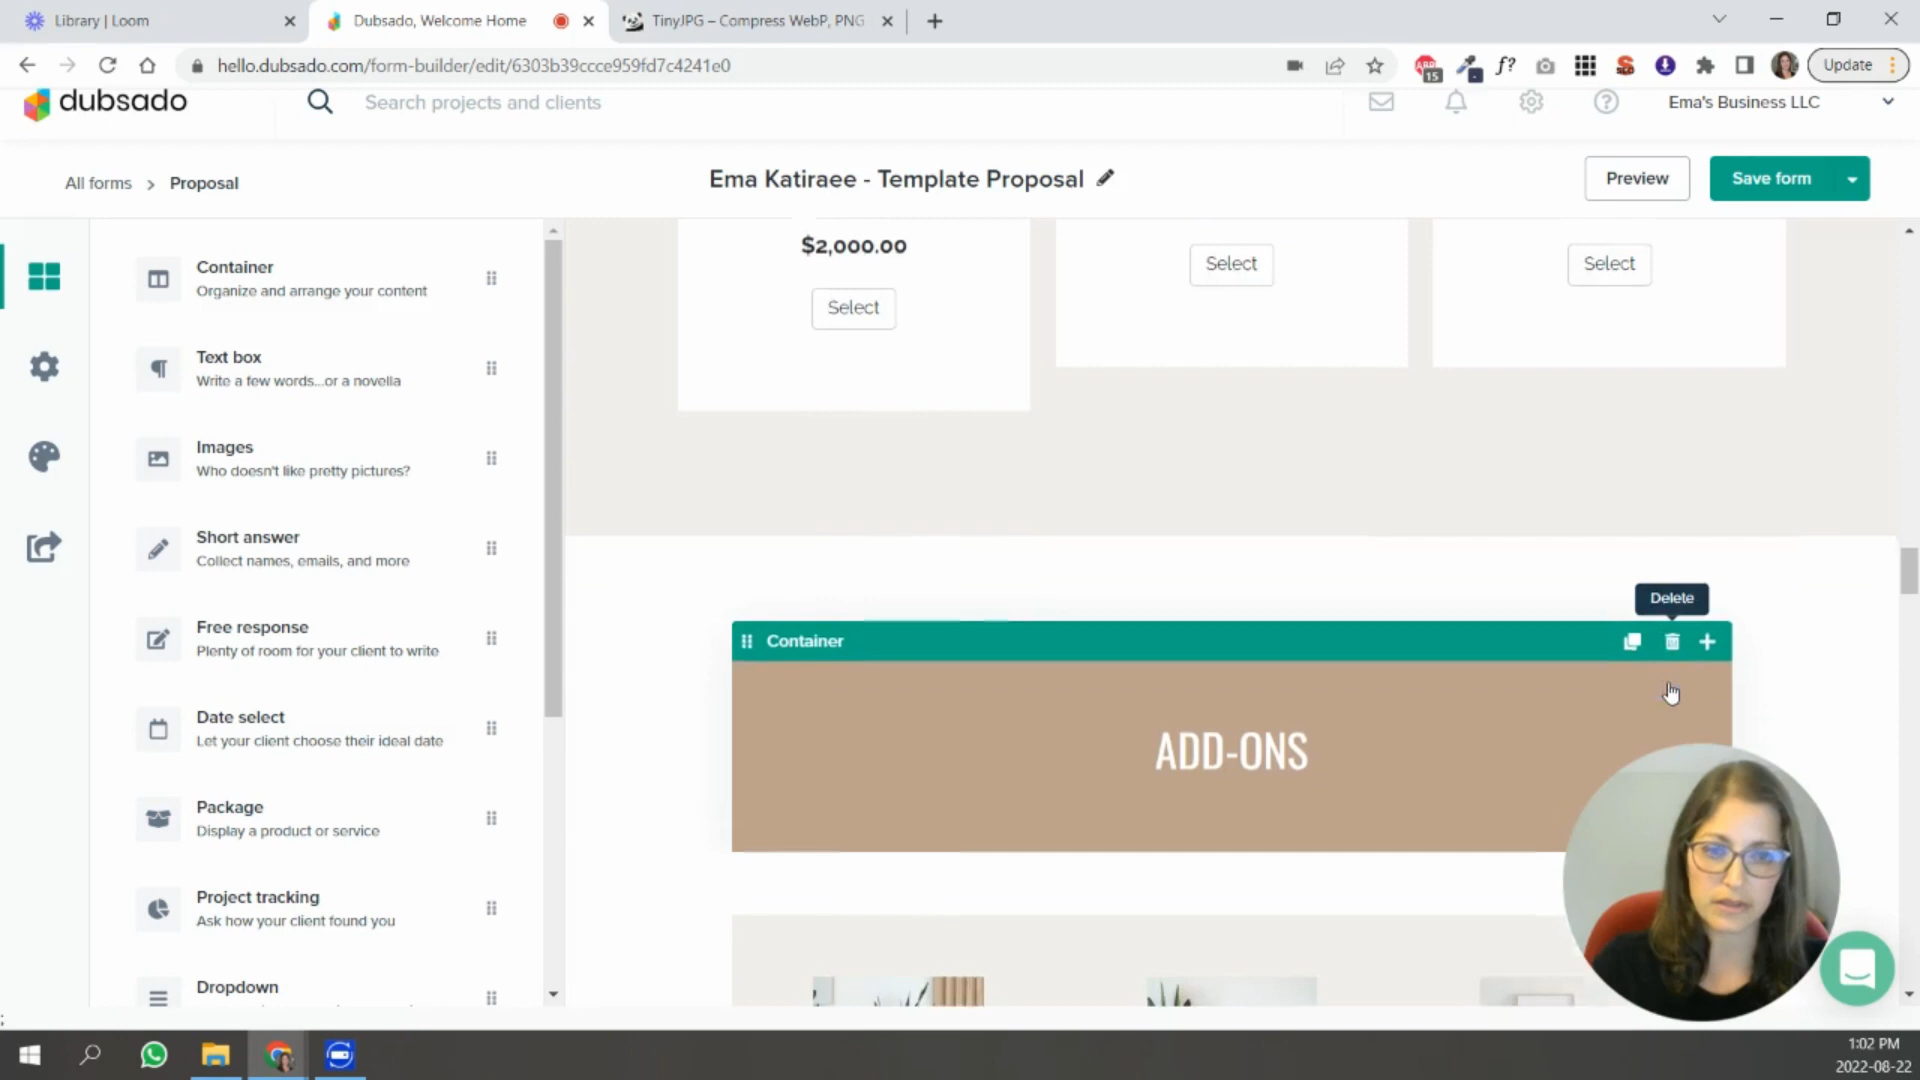 Library | Loom
Dubsado, Welcome Home
TinyJPG – Compress WebP, PNG
hello.dubsado.com/form-builder/edit/6303b39ccce959fd7c4241e0
ABP
15
f?
SEO
Update
dubsado
Search projects and clients
Ema's Business LLC
All forms > Proposal
Ema Katiraee - Template Proposal
Preview
Save form
Container
Organize and arrange your content
Text box
Write a few words...or a novella
Images
Who doesn't like pretty pictures?
Short answer
Collect names, emails, and more
Free response
Plenty of room for your client to write
Date select
Let your client choose their ideal date
Package
Display a product or service
Project tracking
Ask how your client found you
Dropdown
$2,000.00
Select
Select
Select
Delete
Container
ADD-ONS
;
1:02 PM
2022-08-22